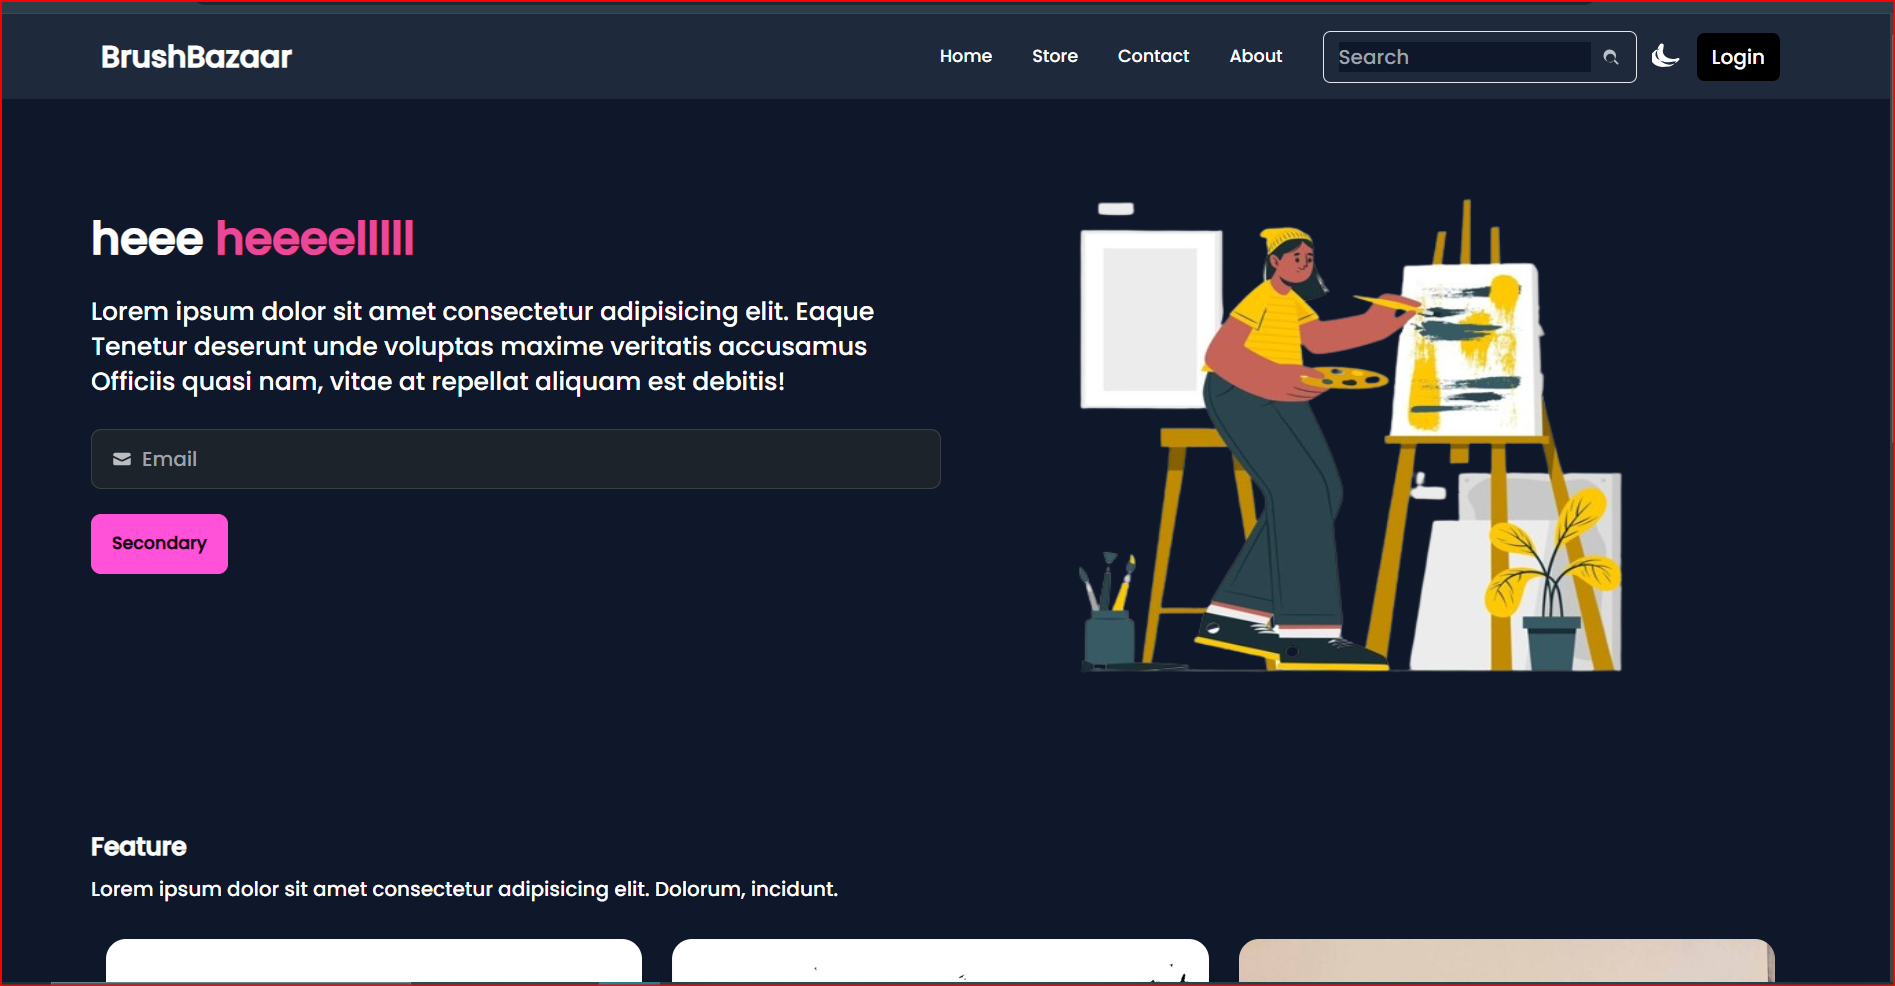 BrushBazaar
Home Store Contact About Search Login
heee heeeelllll
Lorem ipsum dolor sit amet consectetur adipisicing elit. Eaque
Tenetur deserunt unde voluptas maxime veritatis accusamus
Officiis quasi nam, vitae at repellat aliquam est debitis!
Email
Secondary
Feature
Lorem ipsum dolor sit amet consectetur adipisicing elit. Dolorum, incidunt.